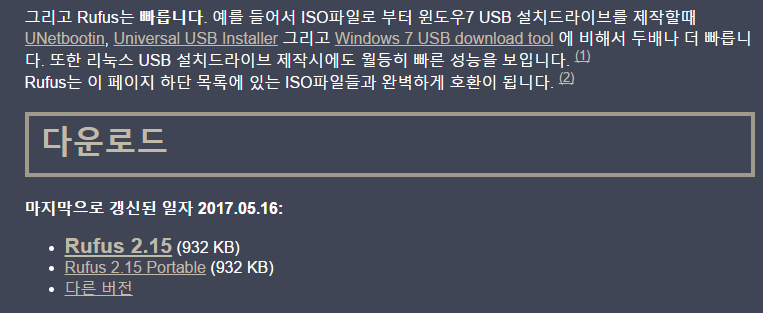 그리고 Rufus는 빠릅니다. 예를 들어서 ISO파일로 부터 윈도우7 USB 설치드라이브를 제작할때
UNetbootin, Universal USB Installer 그리고 Windows 7 USB download tool 에 비해서 두배나 더 빠릅니
다. 또한 리눅스 USB 설치드라이브 제작시에도 월등히 빠른 성능을 보입니다. (1)
Rufus는 이 페이지 하단 목록에 있는 ISO파일들과 완벽하게 호환이 됩니다. (2)
다운로드
마지막으로 갱신된 일자 2017.05.16:
• Rufus 2.15 (932 KB)
• Rufus 2.15 Portable (932 KB)
• 다른 버전